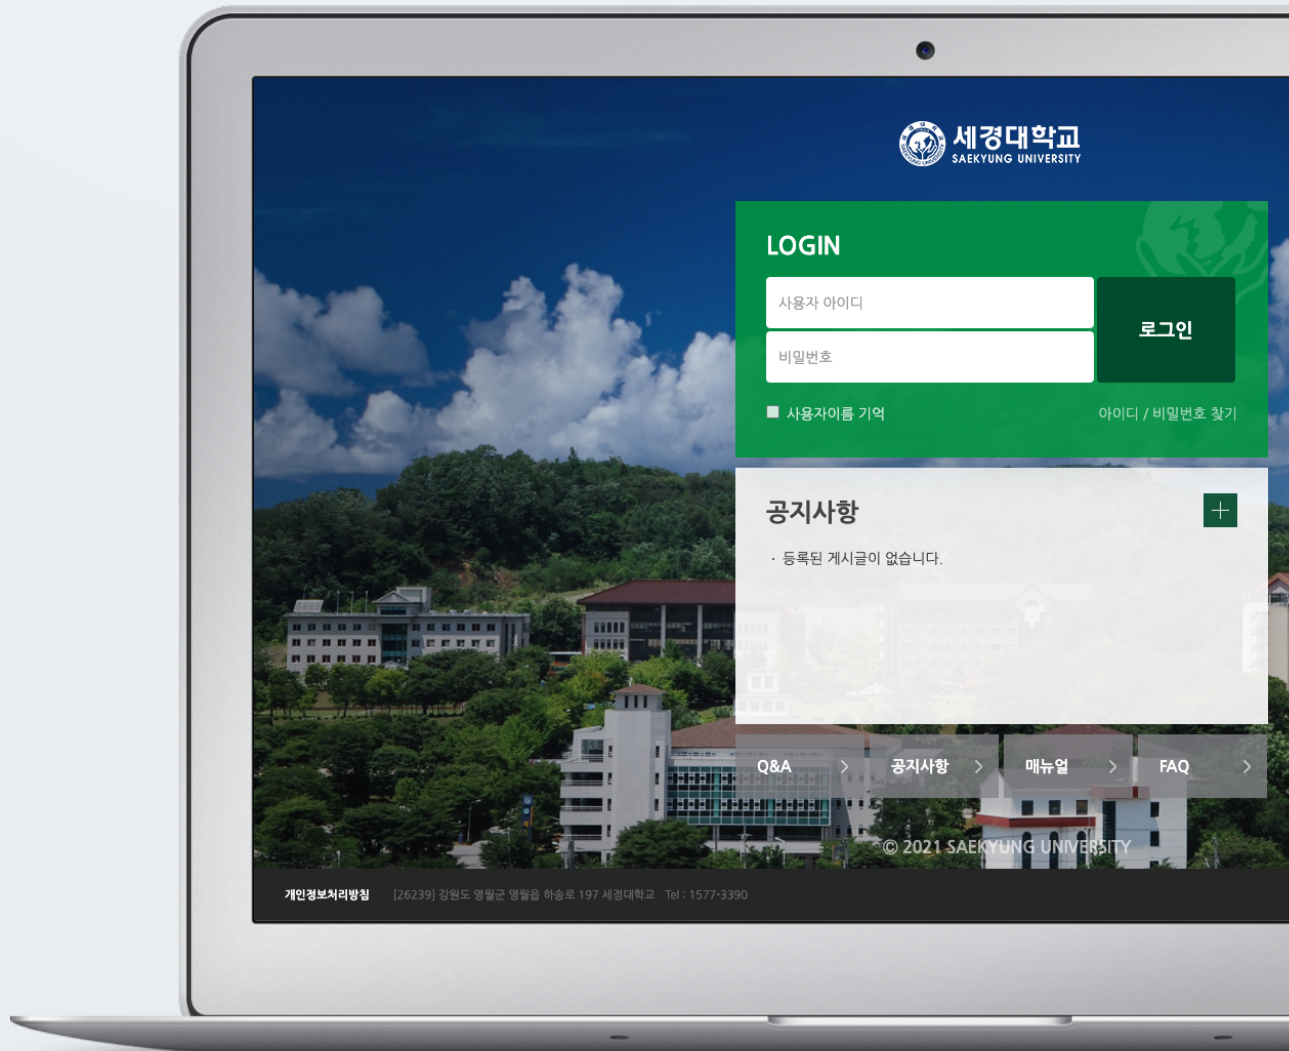 세경대학교
SAEKYUNG UNIVERSITY
LOGIN
사용자 아이디
비밀번호
로그인
사용자이름 기억
아이디 / 비밀번호 찾기
공지사항
· 등록된 게시글이 없습니다.
Q&A
공지사항
매뉴얼
FAQ
© 2021 SAEKYUNG UNIVERSITY
개인정보처리방침 [26239] 강원도 영월군 영월읍 하송로 197 세경대학교 Tel : 1577-3390